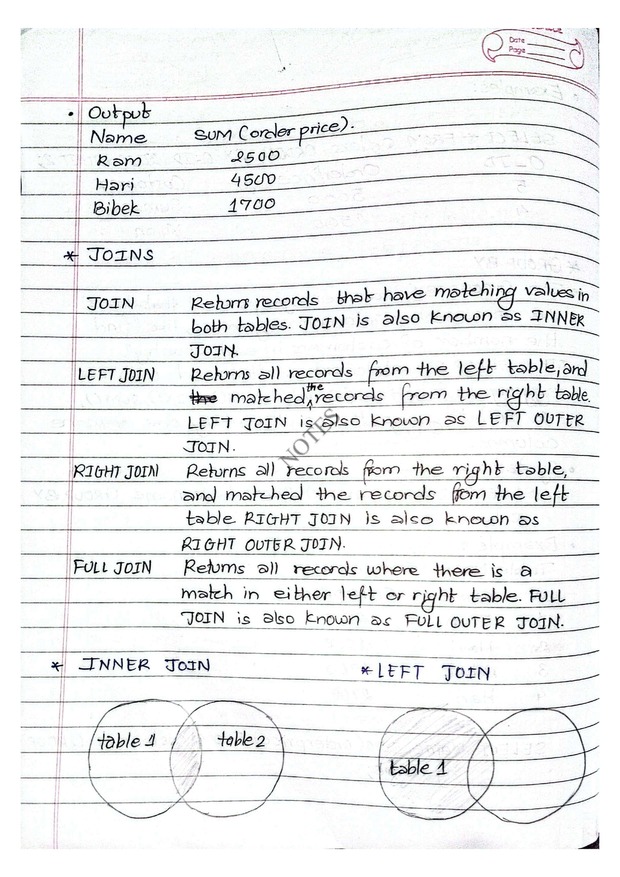 Date
Page
• Output
Name SUM (order price).
Ram 2500
Hari 4500
Bibek 1700
* JOINS
JOIN Returns records that have matching values in
both tables. JOIN is also known as INNER
JOIN.
LEFT JOIN Returns all records from the left table, and
the matched the records from the right table.
LEFT JOIN is also known as LEFT OUTER
JOIN.
NOTES
RIGHT JOIN Returns all records from the right table,
and matched the records from the left
table RIGHT JOIN is also known as
RIGHT OUTER JOIN.
FULL JOIN Returns all records where there is a
match in either left or right table. FULL
JOIN is also known as FULL OUTER JOIN.
* INNER JOIN * LEFT JOIN
table 1 table 2 table 1